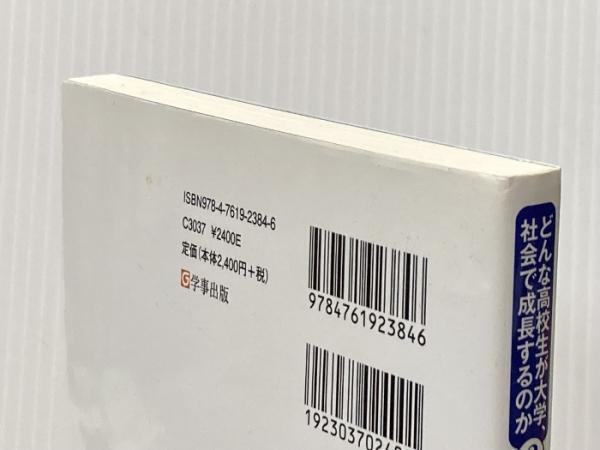 ISBN978-4-7619-2384-6
C3037 ¥2400E
定価(本体2,400円+税)
学事出版
9784761923846
192303702
どんな高校生が大学、
社会で成長するのか